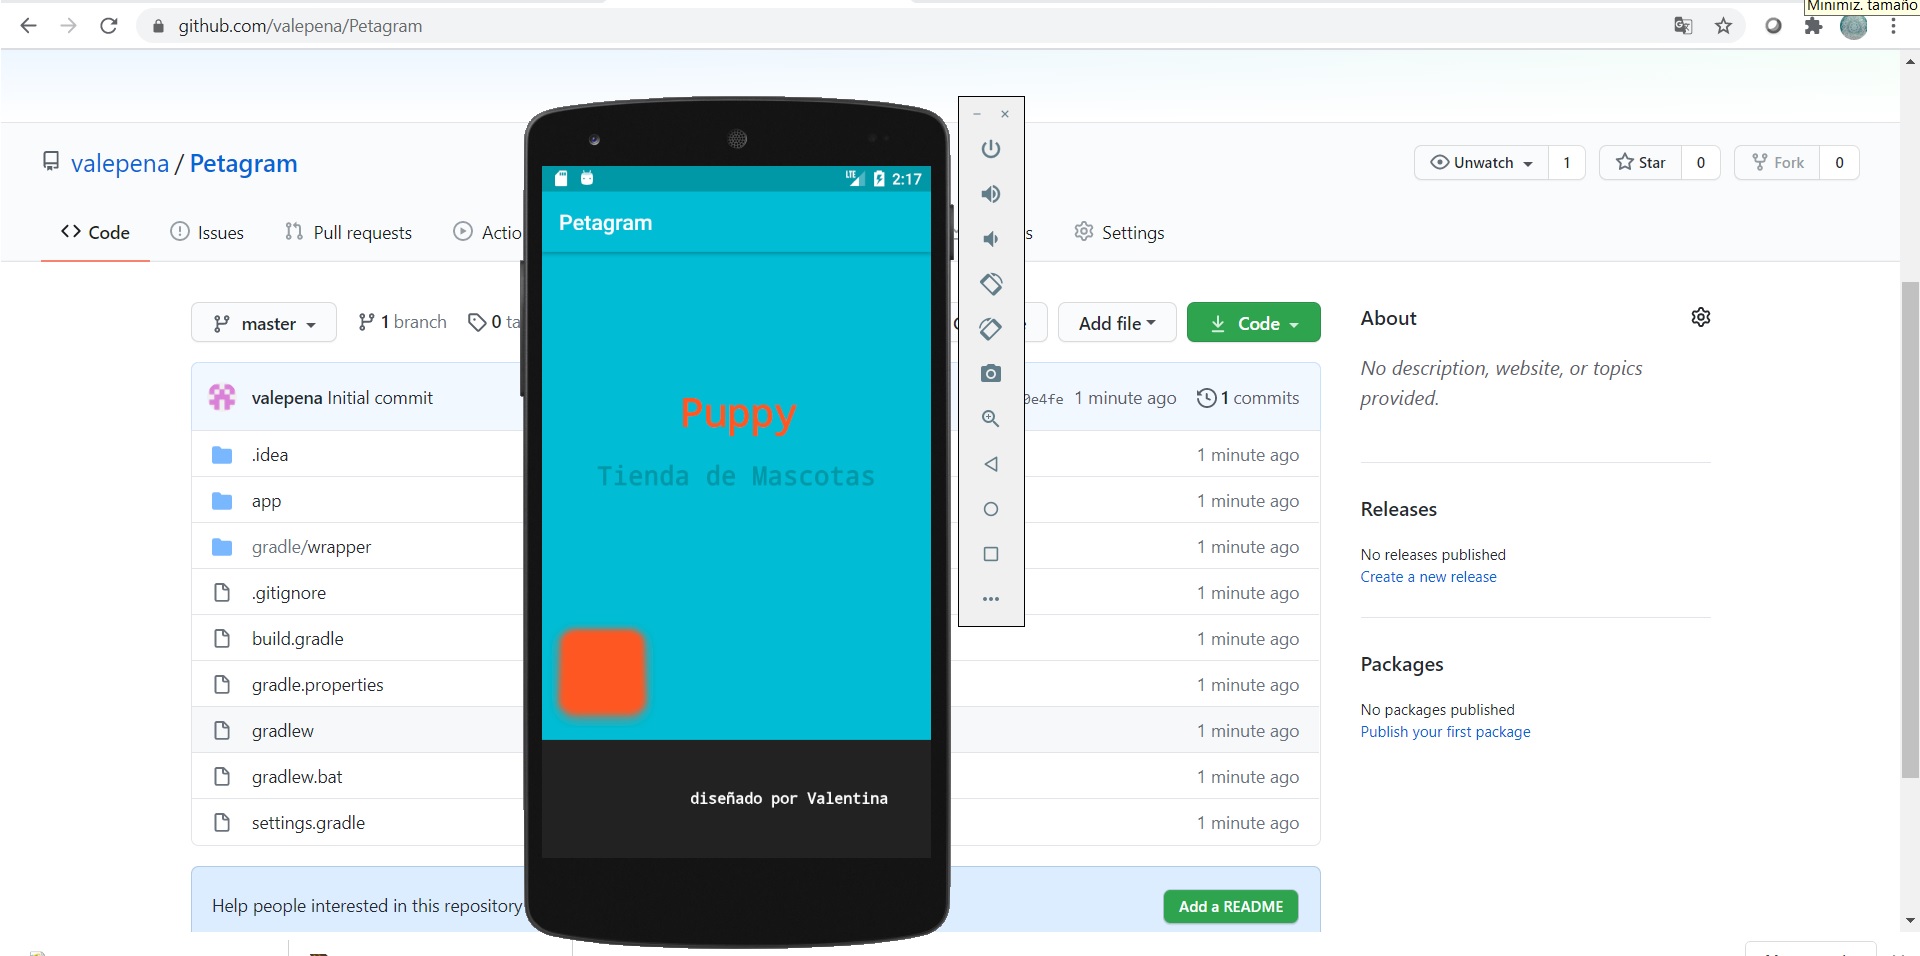 Minimiz. tamaño
github.com/valepena/Petagram
valepena / Petagram
Unwatch 1
Star 0
Fork 0
Code
Issues
Pull requests
Settings
LTE 2:17
Petagram
Puppy
Tienda de Mascotas
diseñado por Valentina
master
1 branch
0
Add file
Code
valepena Initial commit
0e4fe 1 minute ago
1 commits
.idea
1 minute ago
app
1 minute ago
gradle/wrapper
1 minute ago
.gitignore
1 minute ago
build.gradle
1 minute ago
gradle.properties
1 minute ago
gradlew
1 minute ago
gradlew.bat
1 minute ago
settings.gradle
1 minute ago
Help people interested in this repository
Add a README
About
No description, website, or topics
provided.
Releases
No releases published
Create a new release
Packages
No packages published
Publish your first package